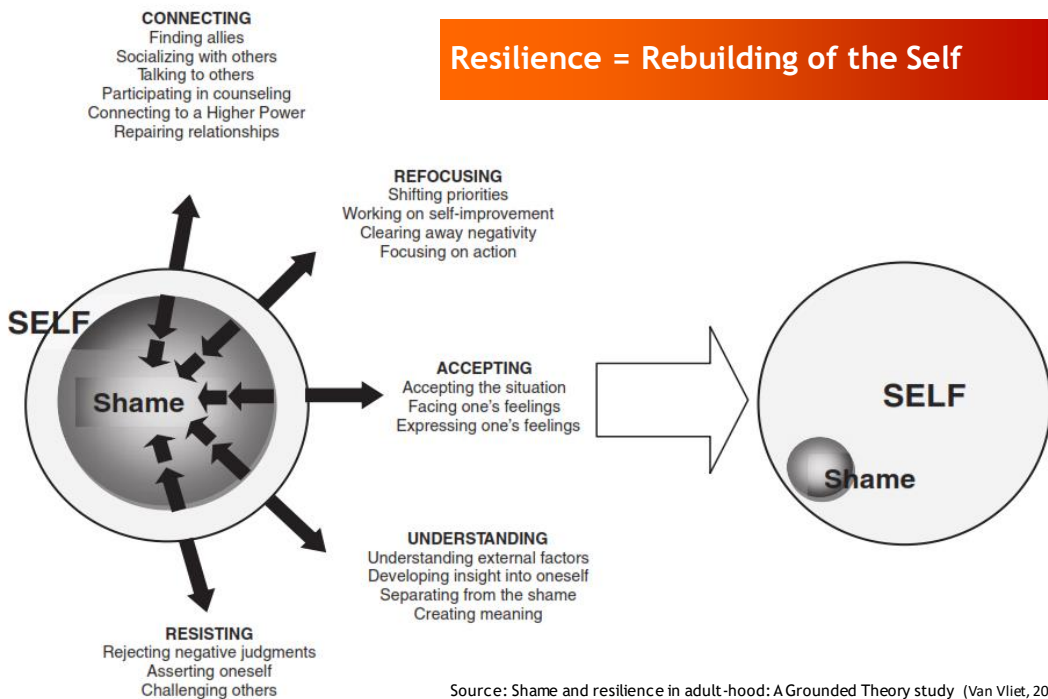 CONNECTING
Finding allies
Socializing with others
Talking to others
Participating in counseling
Connecting to a Higher Power
Repairing relationships
Resilience = Rebuilding of the Self
REFOCUSING
Shifting priorities
Working on self-improvement
Clearing away negativity
Focusing on action
SELF
Shame
ACCEPTING
Accepting the situation
Facing one's feelings
Expressing one's feelings
SELF
Shame
UNDERSTANDING
Understanding external factors
Developing insight into oneself
Separating from the shame
Creating meaning
RESISTING
Rejecting negative judgments
Asserting oneself
Challenging others
Source: Shame and resilience in adult-hood: A Grounded Theory study (Van Vliet, 20